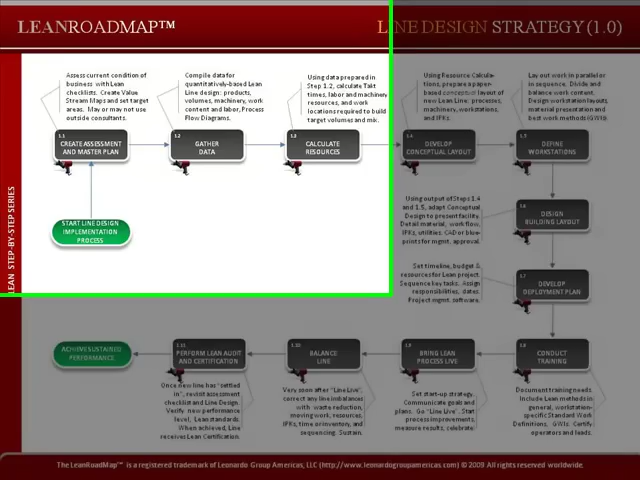 LEANROADMAP™
LINE DESIGN STRATEGY (1.0)
Assess current condition of
business with Lean
checklists. Create Value
Stream Maps and set target
areas. May or may not use
outside consultants.
Compile data for
quantitatively-based Lean
Line design: products,
volumes, machinery, work
content and labor, Process
Flow Diagrams.
Using data prepared in
Step 1.2, calculate Takt
times, labor and machinery
resources, and work
locations required to build
target volumes and mix.
Using Resource Calcula-
tions, prepare a paper-
based conceptual layout of
new Lean Line: processes,
machinery, workstations,
and IPKs.
Lay out work in parallel or
in sequence. Divide and
balance work content.
Design workstation layouts,
material presentation and
best work methods (GWIs).
1.1
CREATE ASSESSMENT
AND MASTER PLAN
1.2
GATHER
DATA
1.3
CALCULATE
RESOURCES
1.4
DEVELOP
CONCEPTUAL LAYOUT
1.5
DEFINE
WORKSTATIONS
START LINE DESIGN
IMPLEMENTATION
PROCESS
Using output of Steps 1.4
and 1.5, adapt Conceptual
Design to present facility.
Detail material, workflow,
IPKs, utilities. CAD or blue-
prints for mgmt. approval.
1.6
DESIGN
BUILDING LAYOUT
LEAN STEP-BY-STEP SERIES
Set timeline, budget &
resources for Lean project.
Sequence key tasks. Assign
responsibilities, dates.
Project mgmt. software.
1.7
DEVELOP
DEPLOYMENT PLAN
ACHIEVE SUSTAINED
PERFORMANCE
1.11
PERFORM LEAN AUDIT
AND CERTIFICATION
1.10
BALANCE
LINE
1.9
BRING LEAN
PROCESS LIVE
1.8
CONDUCT
TRAINING
Once new line has "settled
in", revisit assessment
checklist and Line Design.
Verify new performance
level, Lean standards.
When achieved, Line
receives Lean Certification.
Very soon after "Line Live",
correct any line imbalances
with waste reduction,
moving work, resources,
IPKs, time or inventory, and
sequencing. Sustain.
Set start-up strategy.
Communicate goals and
plans. Go "Line Live". Start
process improvements,
measure results, celebrate.
Document training needs.
Include Lean methods in
general, workstation-
specific Standard Work
Definitions, GWIs. Certify
operators and leads.
The LeanRoadMap™ is a registered trademark of Leonardo Group Americas, LLC (http://www.leonardogroupamericas.com) © 2009 All rights reserved worldwide.